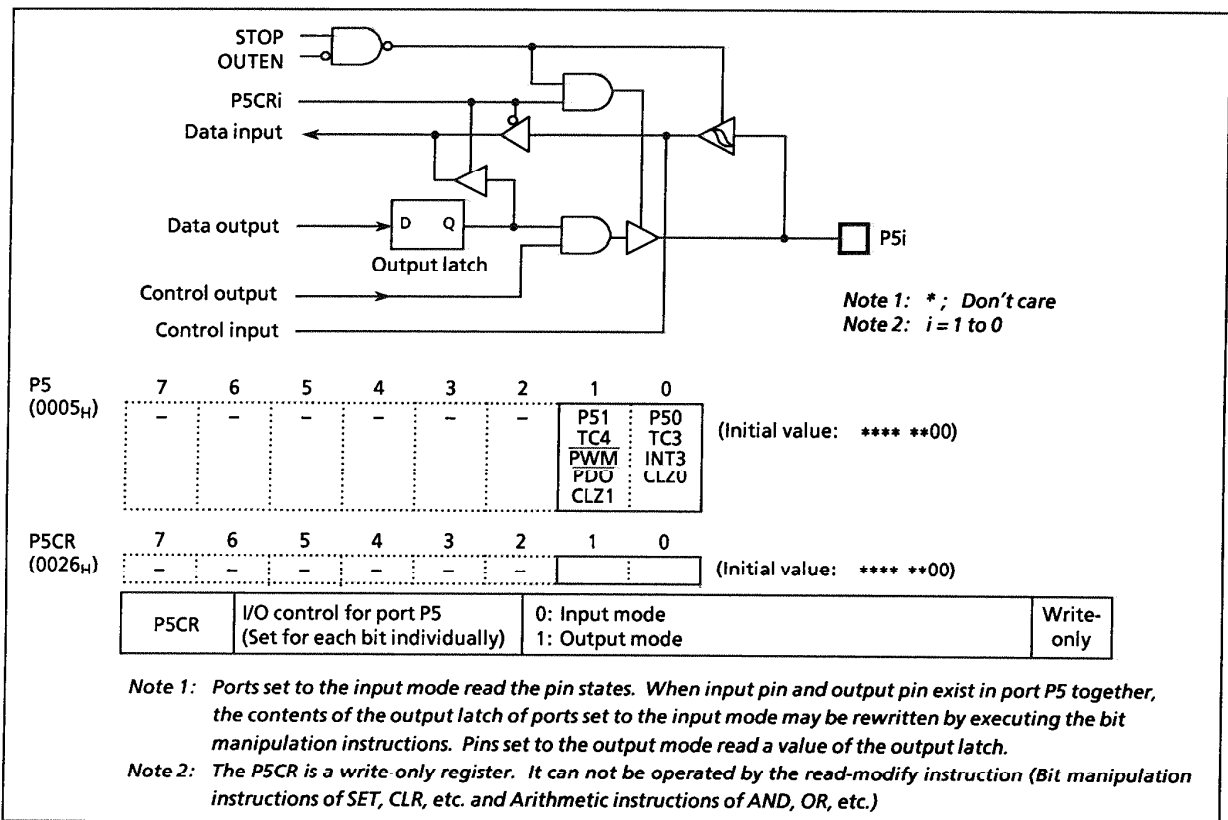 STOP
OUTEN
P5CRi
Data input
Data output
D Q
Output latch
Control output
Control input
P5i
Note 1: * ; Don't care
Note 2: i = 1 to 0
P5 7 6 5 4 3 2 1 0
(0005H) – – – – – – P51 P50 (Initial value: **** **00)
TC4 TC3
PWM INT3
PDO CLZ0
CLZ1
P5CR 7 6 5 4 3 2 1 0
(0026H) – – – – – – (Initial value: **** **00)
P5CR I/O control for port P5 0: Input mode Write-
(Set for each bit individually) 1: Output mode only
Note 1: Ports set to the input mode read the pin states. When input pin and output pin exist in port P5 together,
the contents of the output latch of ports set to the input mode may be rewritten by executing the bit
manipulation instructions. Pins set to the output mode read a value of the output latch.
Note 2: The P5CR is a write-only register. It can not be operated by the read-modify instruction (Bit manipulation
instructions of SET, CLR, etc. and Arithmetic instructions of AND, OR, etc.)